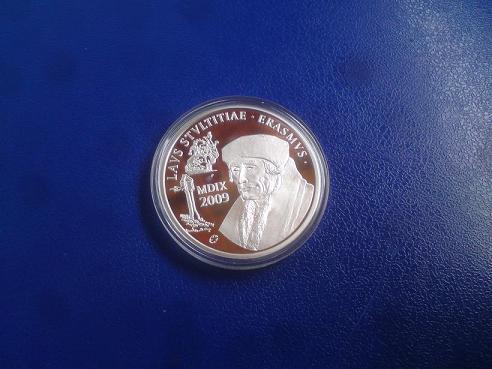 LAVS STVLTITIAE · ERASMVS ·
MDIX
2009